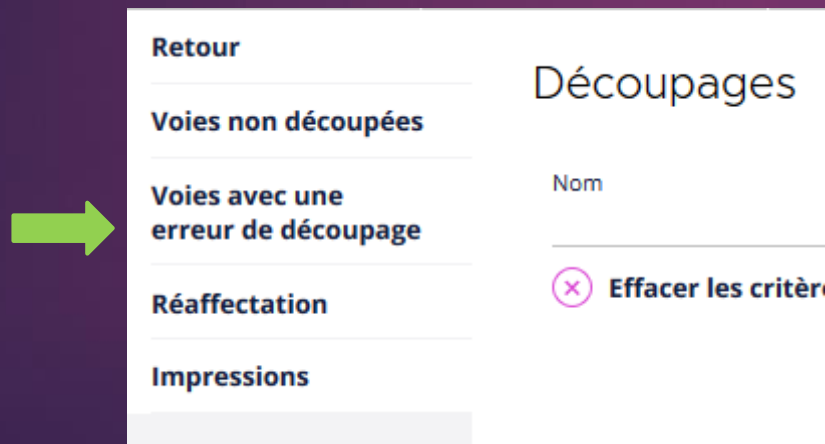 Retour
Voies non découpées
Voies avec une
erreur de découpage
Réaffectation
Impressions
Découpages
Nom
Effacer les critèr